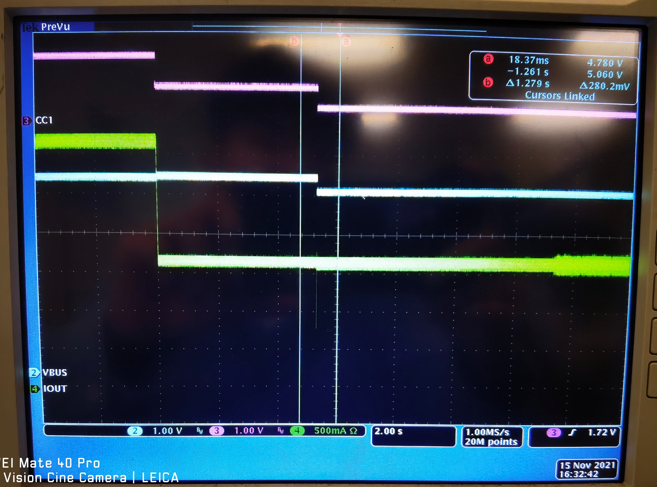 Tek PreVu
a 18.37ms 4.780 V
−1.261 s 5.060 V
b Δ1.279 s Δ280.2mV
Cursors Linked
b a
3 CC1
2 VBUS
4 IOUT
2 1.00 V 3 1.00 V 4 500mA Ω
2.00 s
1.00MS/s
20M points
3 1.72 V
15 Nov 2021
16:32:42
EI Mate 40 Pro
Vision Cine Camera | LEICA